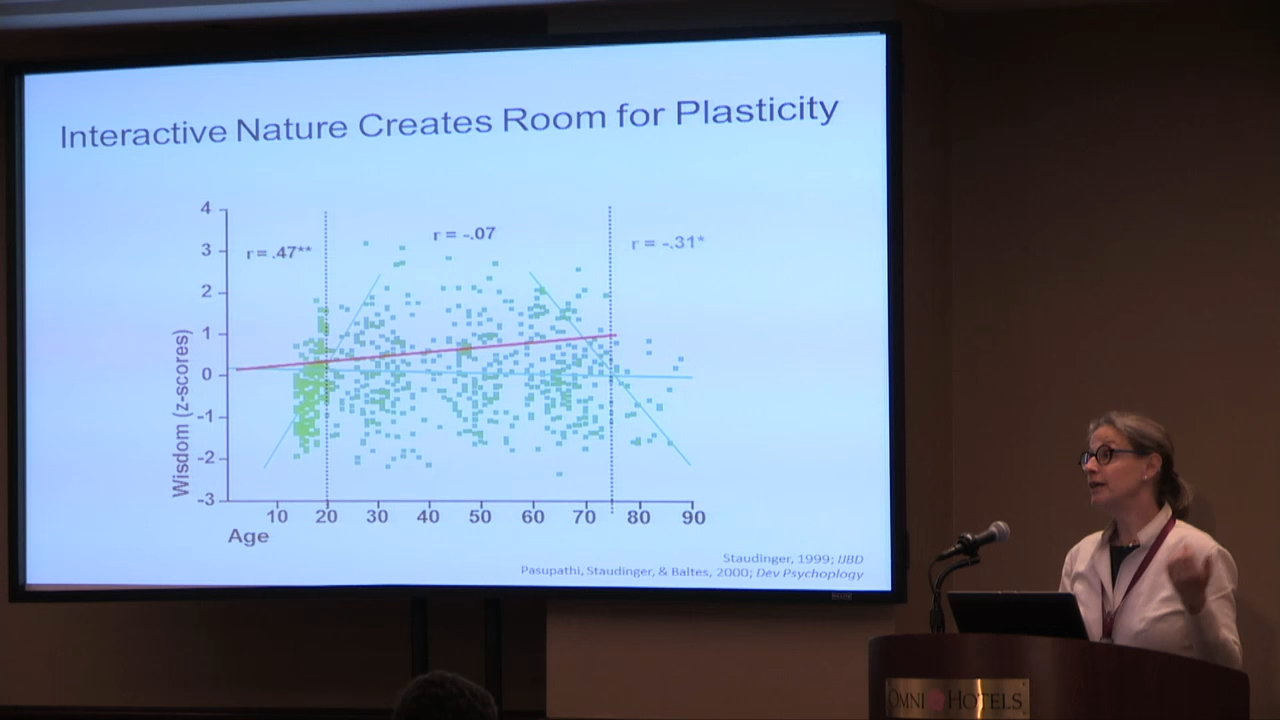 Interactive Nature Creates Room for Plasticity
4
3
2
1
0
-1
-2
-3
r = .47**
r = -.07
r = -.31*
Wisdom (z-scores)
10 20 30 40 50 60 70 80 90
Age
Staudinger, 1999; IJBD
Pasupathi, Staudinger, & Baltes, 2000; Dev Psychoplogy
OMNI HOTELS